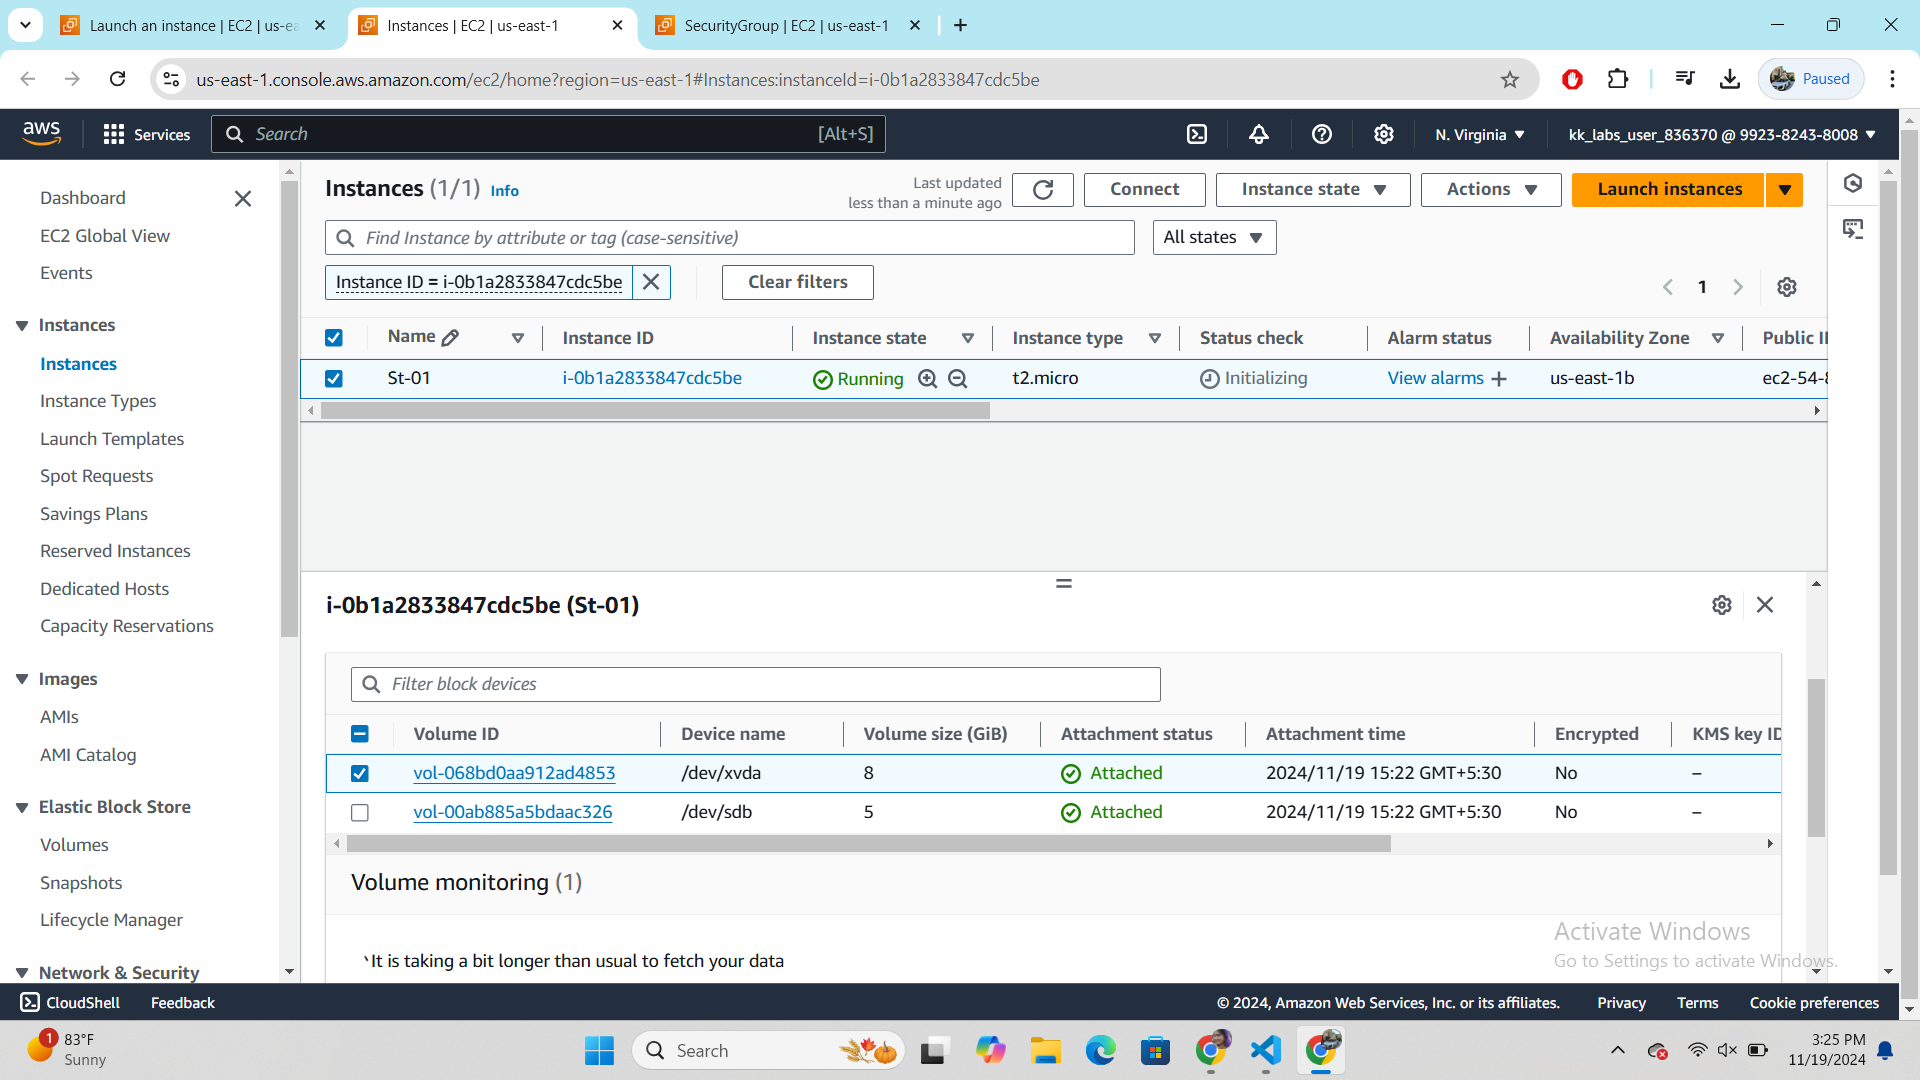 Launch an instance | EC2 | us-ea
Instances | EC2 | us-east-1
SecurityGroup | EC2 | us-east-1
us-east-1.console.aws.amazon.com/ec2/home?region=us-east-1#Instances:instanceId=i-0b1a2833847cdc5be
Paused
aws
Services
Search
[Alt+S]
N. Virginia
kk_labs_user_836370 @ 9923-8243-8008
Dashboard
EC2 Global View
Events
Instances
Instances
Instance Types
Launch Templates
Spot Requests
Savings Plans
Reserved Instances
Dedicated Hosts
Capacity Reservations
Images
AMIs
AMI Catalog
Elastic Block Store
Volumes
Snapshots
Lifecycle Manager
Network & Security
Instances (1/1) Info
Last updated
less than a minute ago
Connect
Instance state
Actions
Launch instances
Find Instance by attribute or tag (case-sensitive)
All states
Instance ID = i-0b1a2833847cdc5be
Clear filters
1
Name Instance ID Instance state Instance type Status check Alarm status Availability Zone Public I
St-01 i-0b1a2833847cdc5be Running t2.micro Initializing View alarms + us-east-1b ec2-54-
i-0b1a2833847cdc5be (St-01)
Filter block devices
Volume ID Device name Volume size (GiB) Attachment status Attachment time Encrypted KMS key ID
vol-068bd0aa912ad4853 /dev/xvda 8 Attached 2024/11/19 15:22 GMT+5:30 No –
vol-00ab885a5bdaac326 /dev/sdb 5 Attached 2024/11/19 15:22 GMT+5:30 No –
Volume monitoring (1)
`It is taking a bit longer than usual to fetch your data
Activate Windows
Go to Settings to activate Windows.
CloudShell
Feedback
© 2024, Amazon Web Services, Inc. or its affiliates.
Privacy
Terms
Cookie preferences
1
83°F
Sunny
Search
3:25 PM
11/19/2024